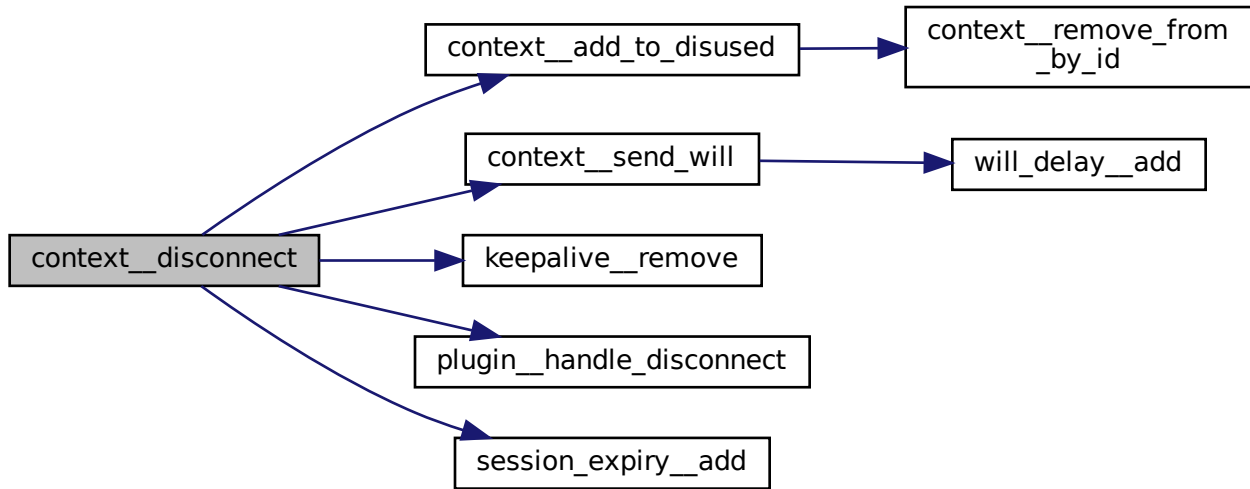 context__add_to_disused
context__remove_from
_by_id
context__send_will
will_delay__add
context__disconnect
keepalive__remove
plugin__handle_disconnect
session_expiry__add